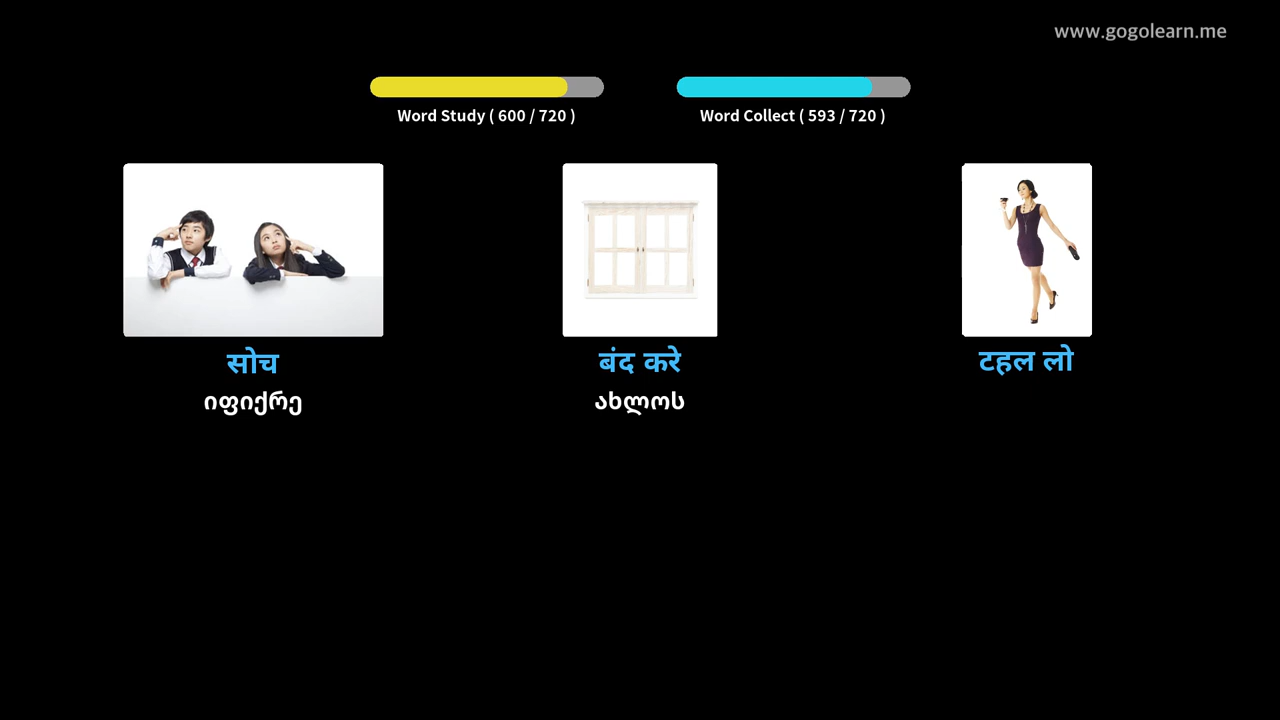 www.gogolearn.me
Word Study ( 600 / 720 )
Word Collect ( 593 / 720 )
सोच
बंद करे
टहल लो
იფიქრე
ახლოს